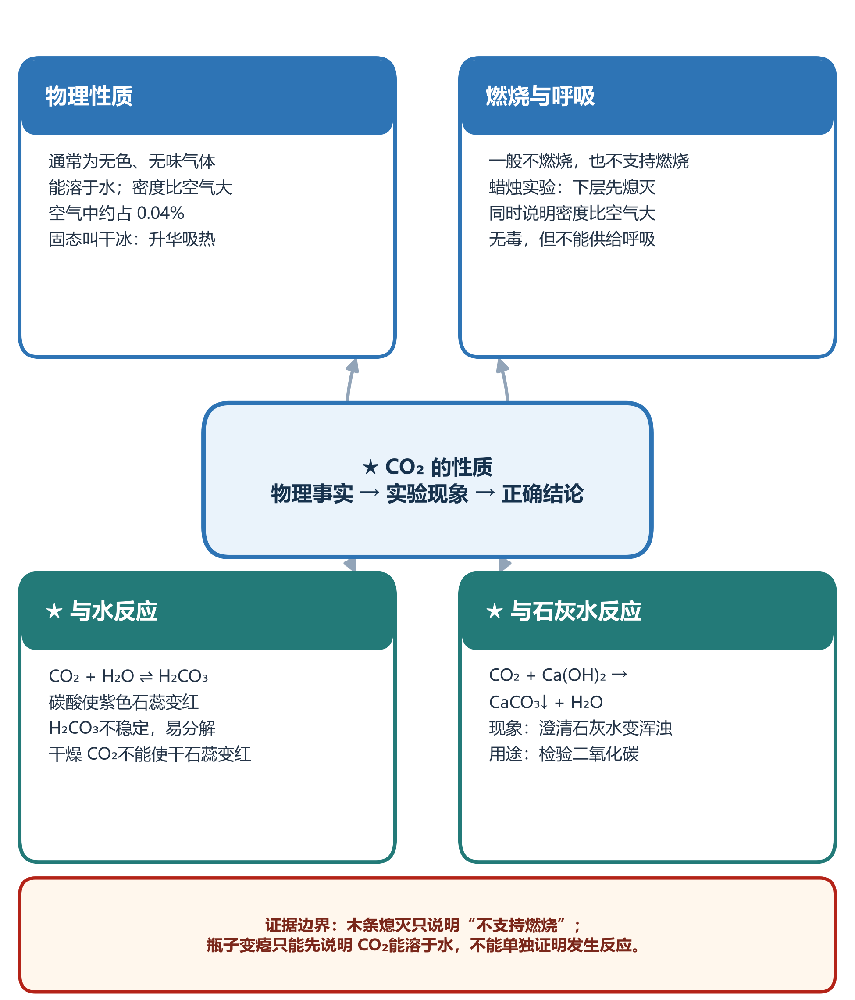 物理性质
通常为无色、无味气体
能溶于水；密度比空气大
空气中约占 0.04%
固态叫干冰：升华吸热
燃烧与呼吸
一般不燃烧，也不支持燃烧
蜡烛实验：下层先熄灭
同时说明密度比空气大
无毒，但不能供给呼吸
★ CO₂ 的性质
物理事实 → 实验现象 → 正确结论
★ 与水反应
CO₂ + H₂O ⇌ H₂CO₃
碳酸使紫色石蕊变红
H₂CO₃不稳定，易分解
干燥 CO₂不能使干石蕊变红
★ 与石灰水反应
CO₂ + Ca(OH)₂ →
CaCO₃↓ + H₂O
现象：澄清石灰水变浑浊
用途：检验二氧化碳
证据边界：木条熄灭只说明“不支持燃烧”；
瓶子变瘪只能先说明 CO₂能溶于水，不能单独证明发生反应。